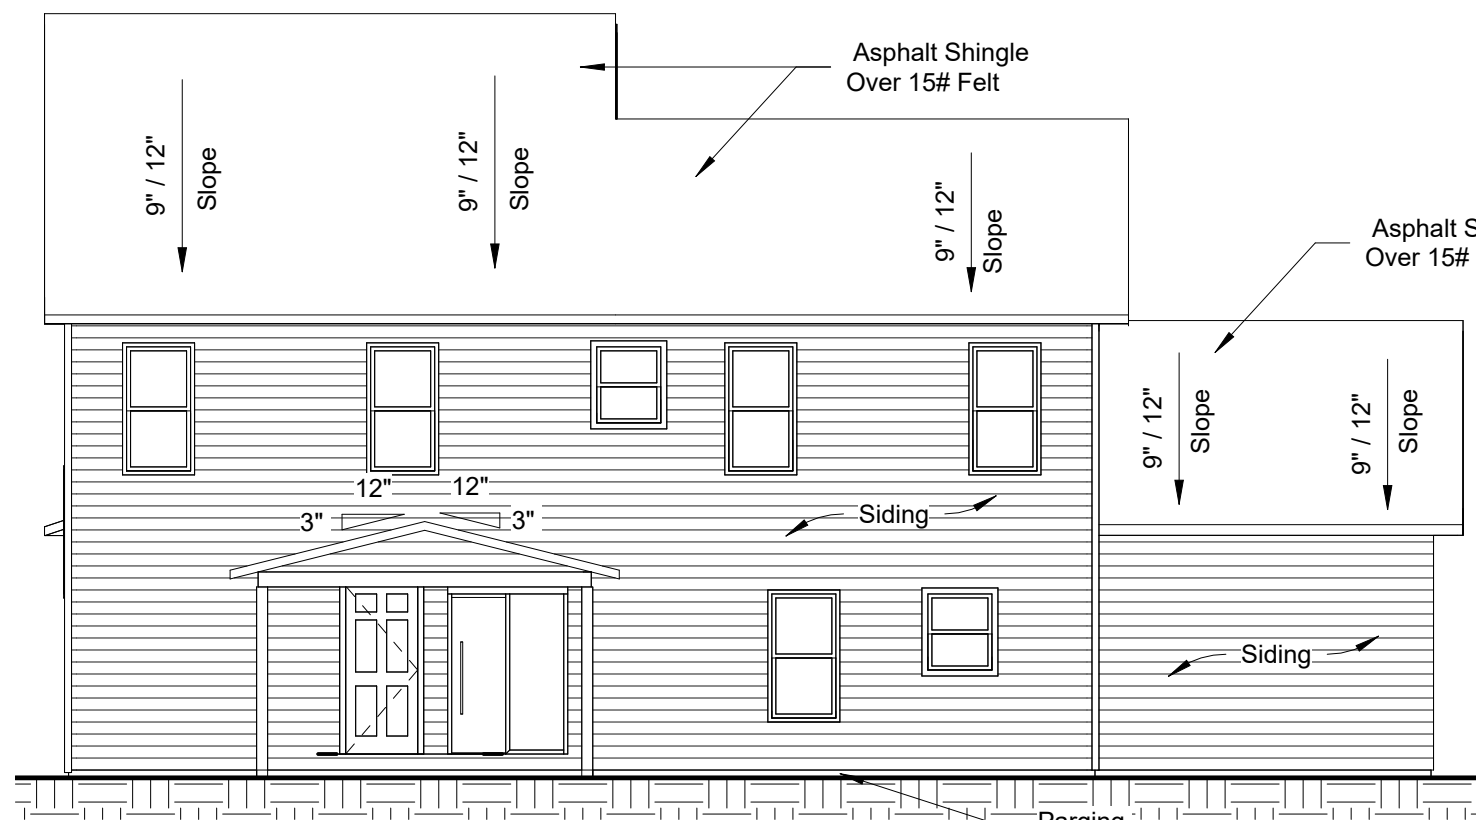 Asphalt Shingle
Over 15# Felt
9" / 12"
Slope
9" / 12"
Slope
9" / 12"
Slope
Asphalt S
Over 15#
9" / 12"
Slope
9" / 12"
Slope
12"
12"
3"
3"
Siding
Siding
Parging